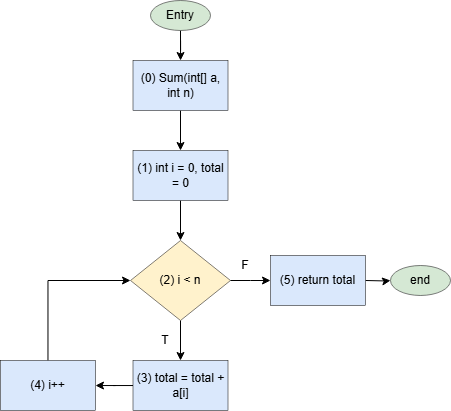 Entry
(0) Sum(int[] a,
int n)
(1) int i = 0, total
= 0
(2) i < n
F
(5) return total
end
T
(4) i++
(3) total = total +
a[i]